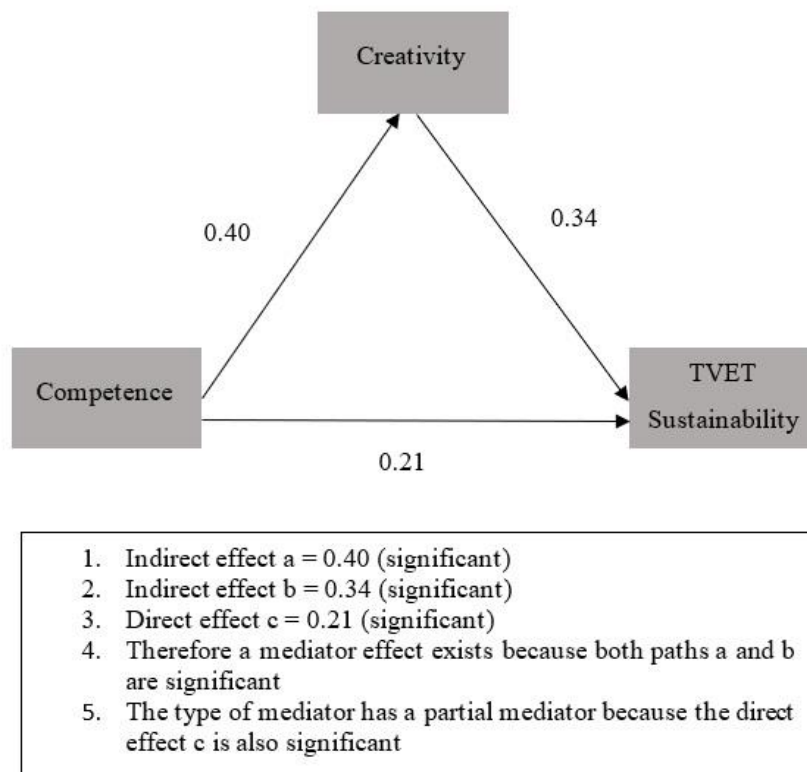 Creativity
0.40
0.34
Competence
TVET
Sustainability
0.21
1. Indirect effect a = 0.40 (significant)
2. Indirect effect b = 0.34 (significant)
3. Direct effect c = 0.21 (significant)
4. Therefore a mediator effect exists because both paths a and b
are significant
5. The type of mediator has a partial mediator because the direct
effect c is also significant